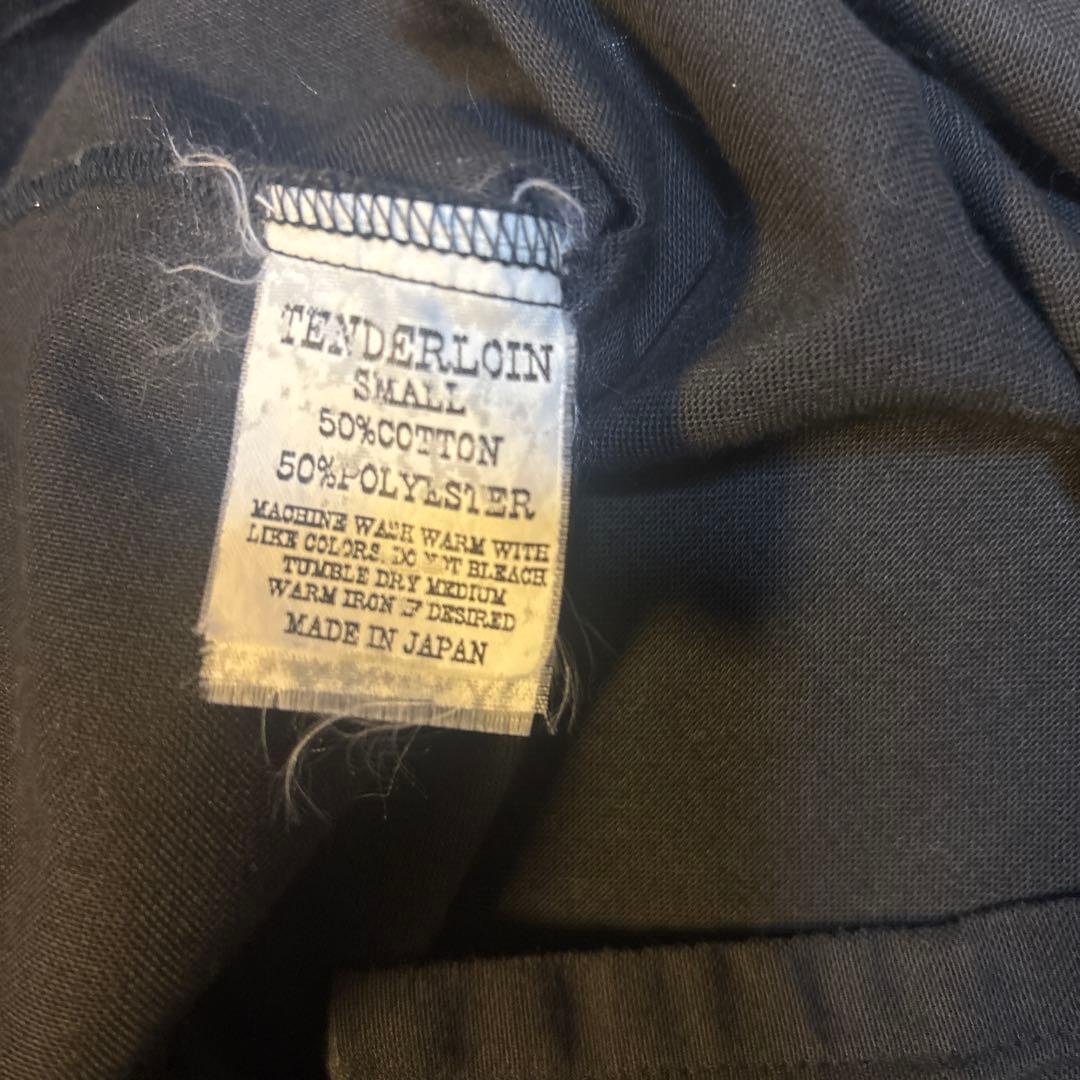 TENDERLOIN
SMALL
50%COTTON
50%POLYESTER
MACHINE WASH WARM WITH
LIKE COLORS. DO NOT BLEACH
TUMBLE DRY MEDIUM
WARM IRON IF DESIRED
MADE IN JAPAN